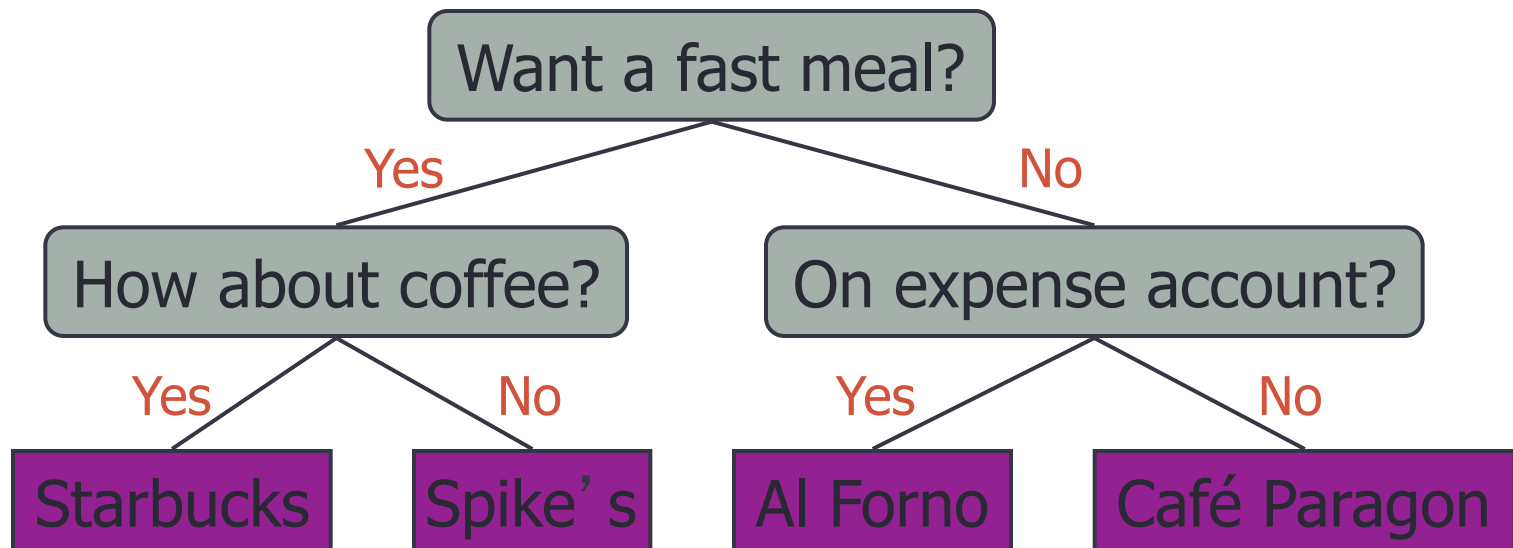 Want a fast meal?
Yes
No
How about coffee?
On expense account?
Yes
No
Yes
No
Starbucks
Spike’s
Al Forno
Café Paragon